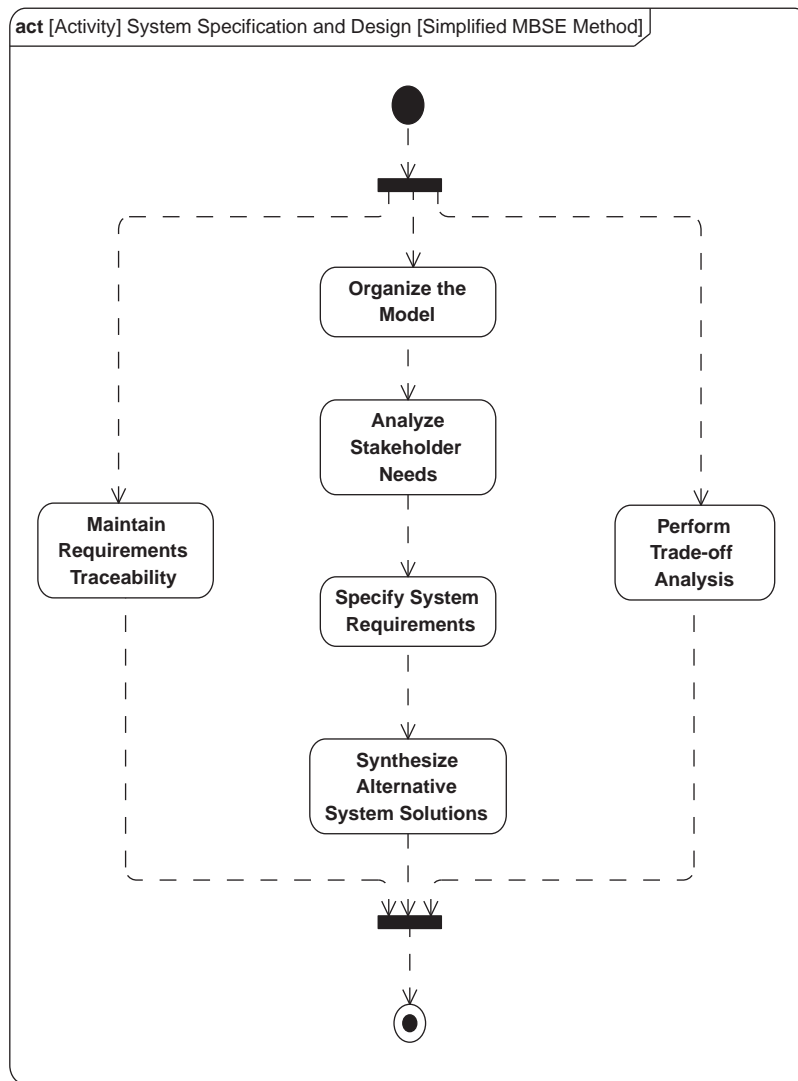 act [Activity] System Specification and Design [Simplified MBSE Method]
Organize the
Model
Analyze
Stakeholder
Needs
Maintain
Requirements
Traceability
Perform
Trade-off
Analysis
Specify System
Requirements
Synthesize
Alternative
System Solutions